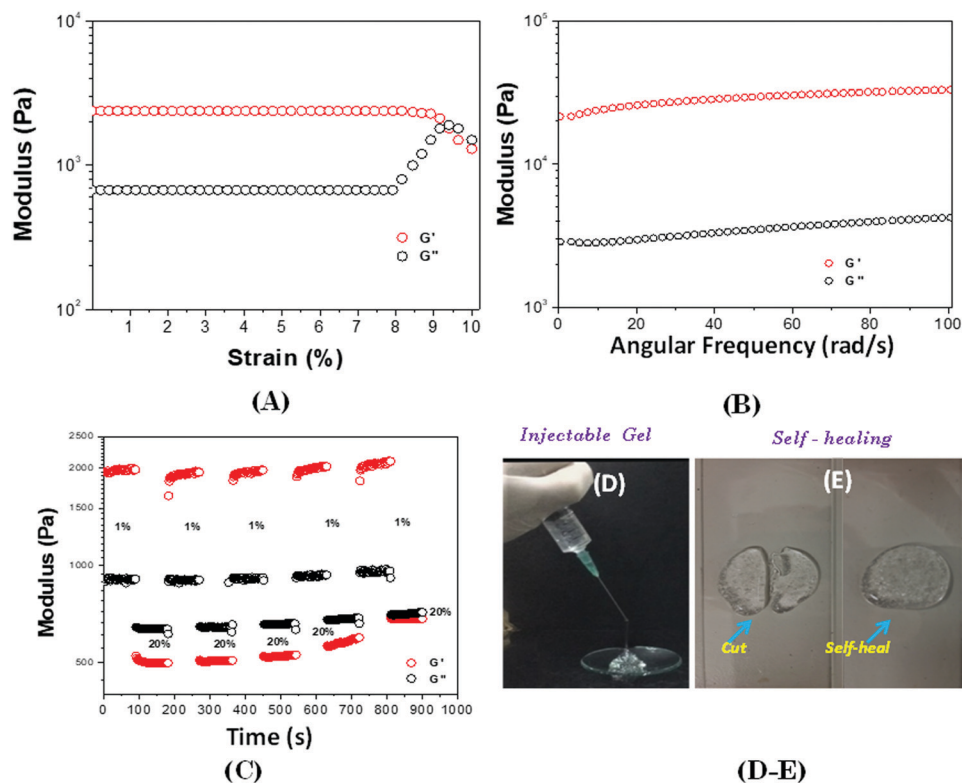 10⁴
10³
10²
Modulus (Pa)
G'
G"
1 2 3 4 5 6 7 8 9 10
Strain (%)
(A)
10⁵
10⁴
10³
Modulus (Pa)
G'
G"
0 20 40 60 80 100
Angular Frequency (rad/s)
(B)
2500
2000
1500
1000
500
Modulus (Pa)
1% 1% 1% 1% 1%
20% 20% 20% 20% 20%
G'
G"
0 100 200 300 400 500 600 700 800 900 1000
Time (s)
(C)
Injectable Gel
Self-healing
(D)
(E)
Cut
Self-heal
(D-E)